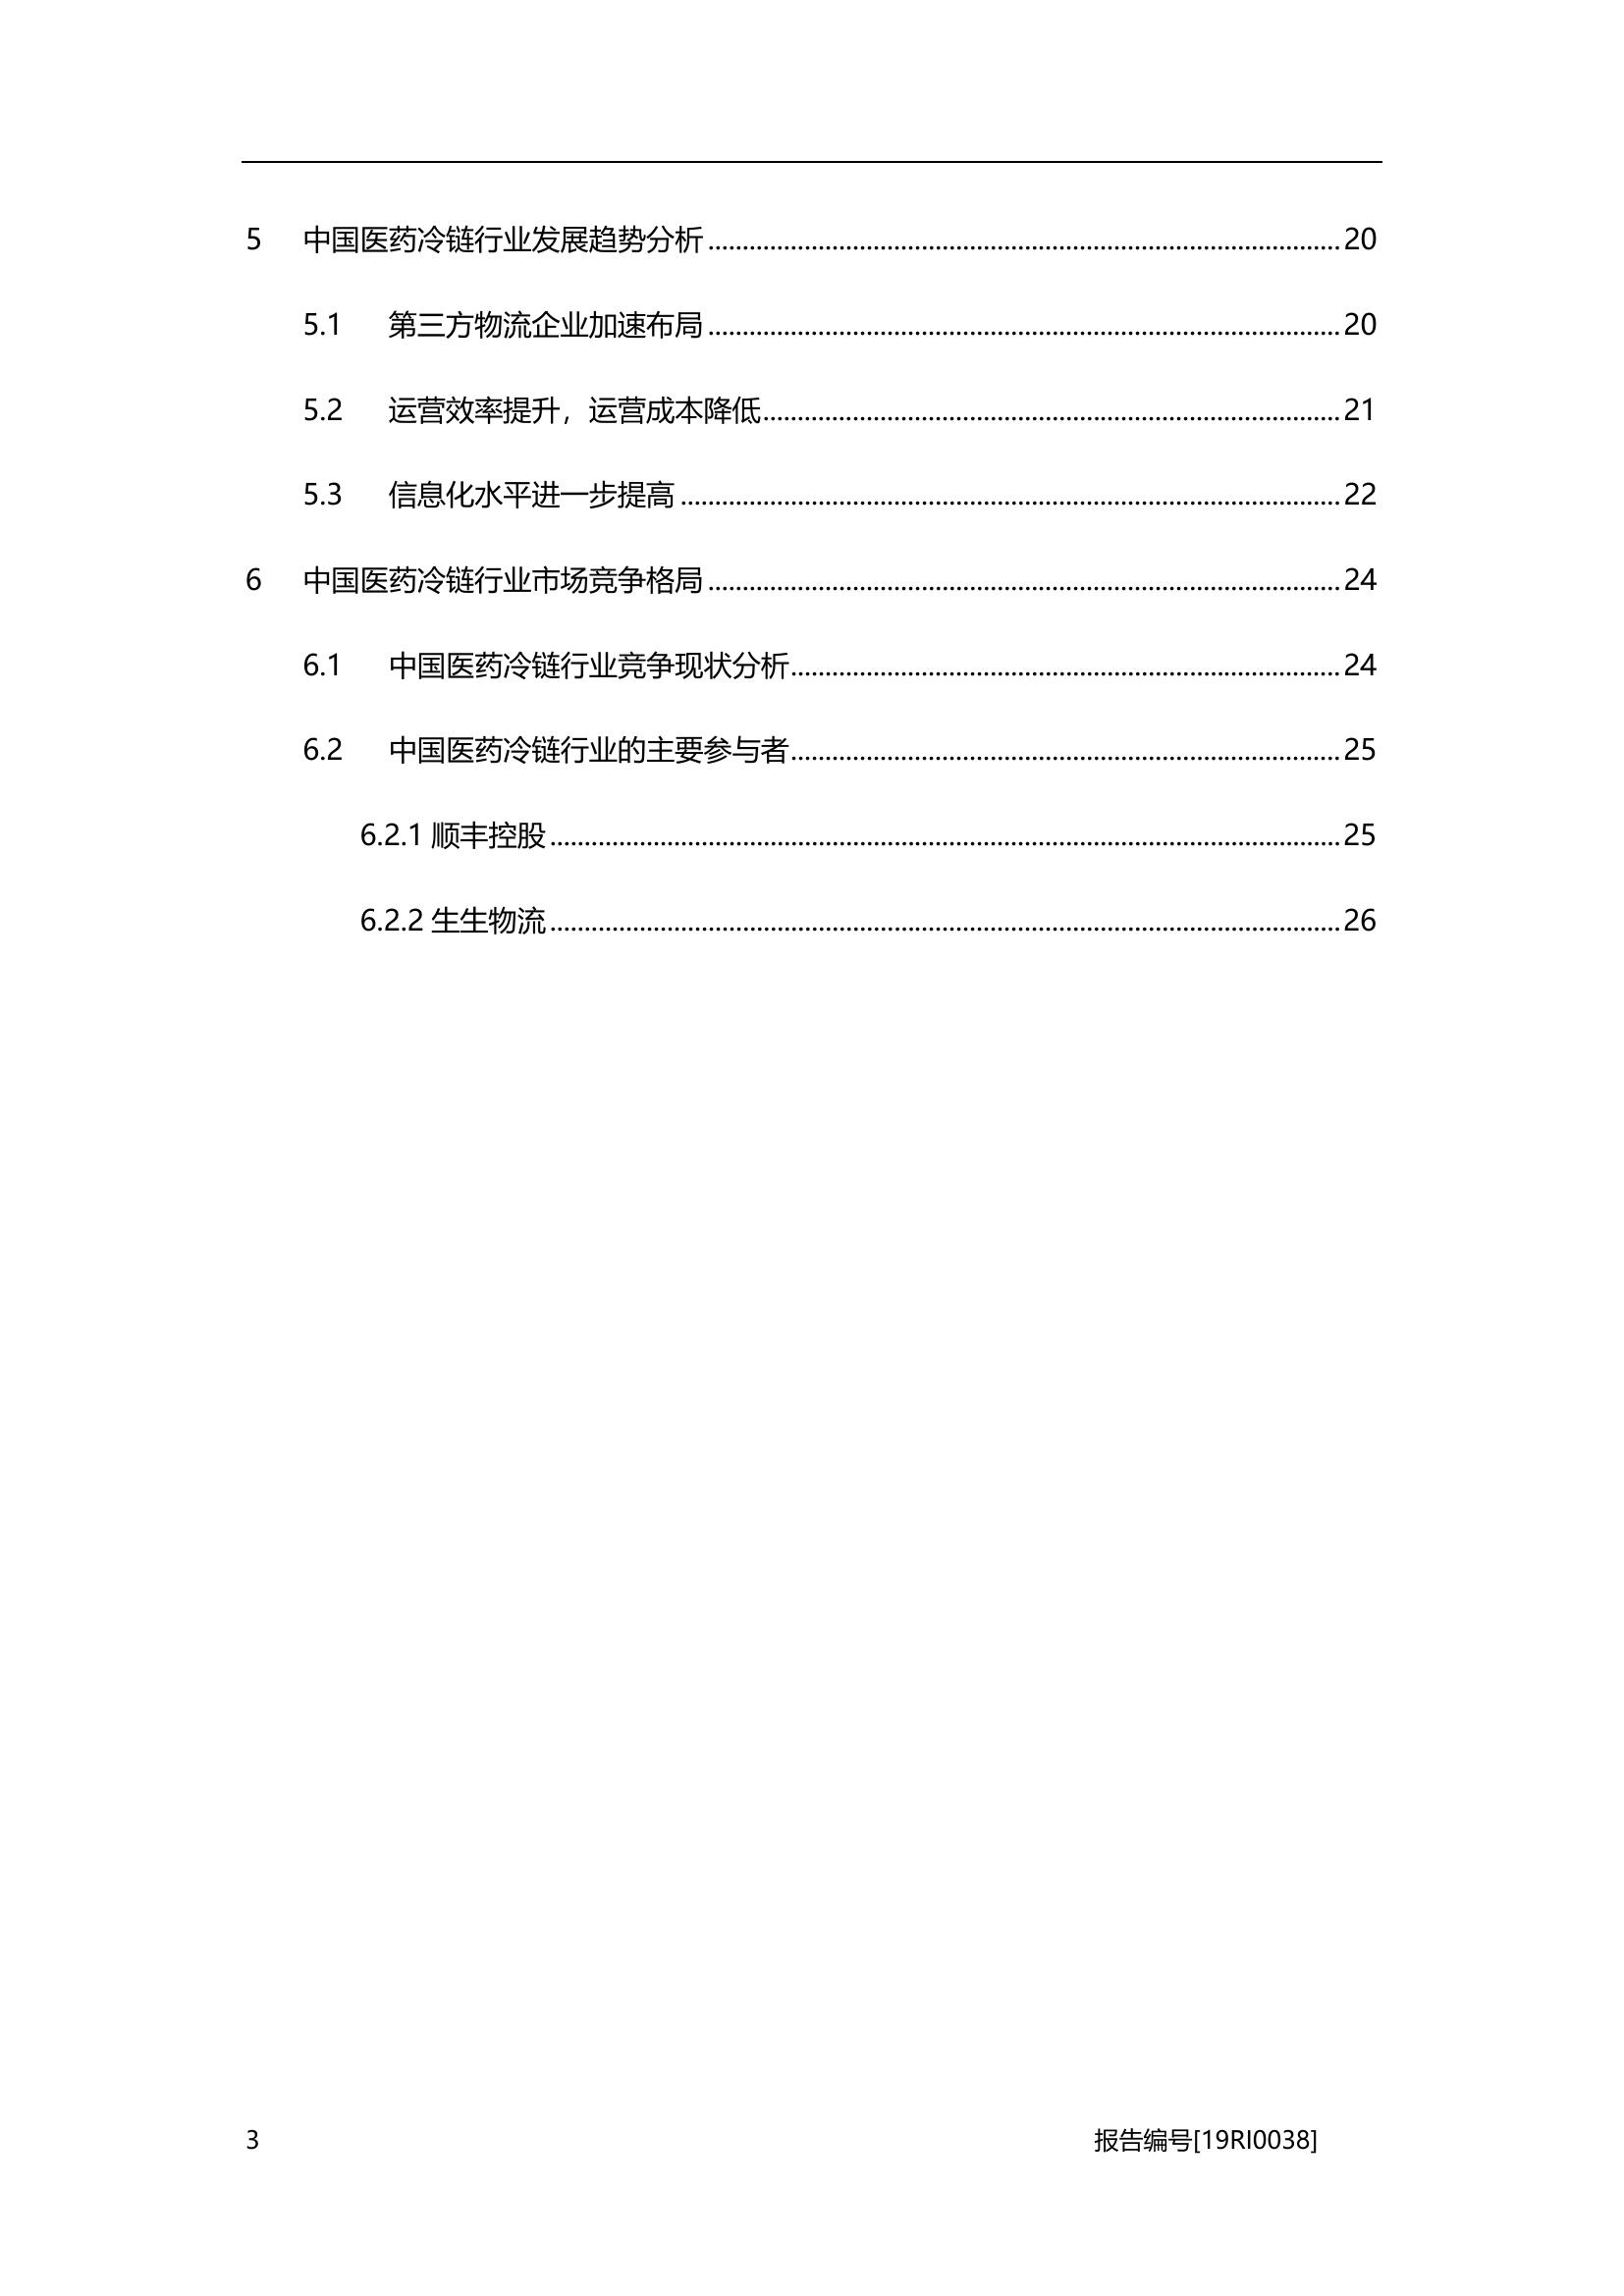 5 中国医药冷链行业发展趋势分析........................................20
5.1 第三方物流企业加速布局........................................20
5.2 运营效率提升，运营成本降低........................................21
5.3 信息化水平进一步提高........................................22
6 中国医药冷链行业市场竞争格局........................................24
6.1 中国医药冷链行业竞争现状分析........................................24
6.2 中国医药冷链行业的主要参与者........................................25
6.2.1 顺丰控股........................................25
6.2.2 生生物流........................................26
3 报告编号[19RI0038]